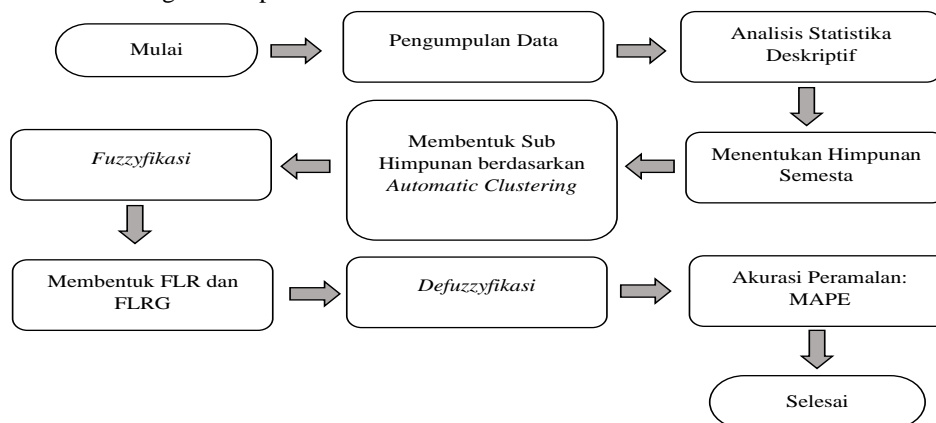 Mulai
Pengumpulan Data
Analisis Statistika
Deskriptif
Menentukan Himpunan
Semesta
Membentuk Sub
Himpunan berdasarkan
Automatic Clustering
Fuzzyfikasi
Membentuk FLR dan
FLRG
Defuzzyfikasi
Akurasi Peramalan:
MAPE
Selesai